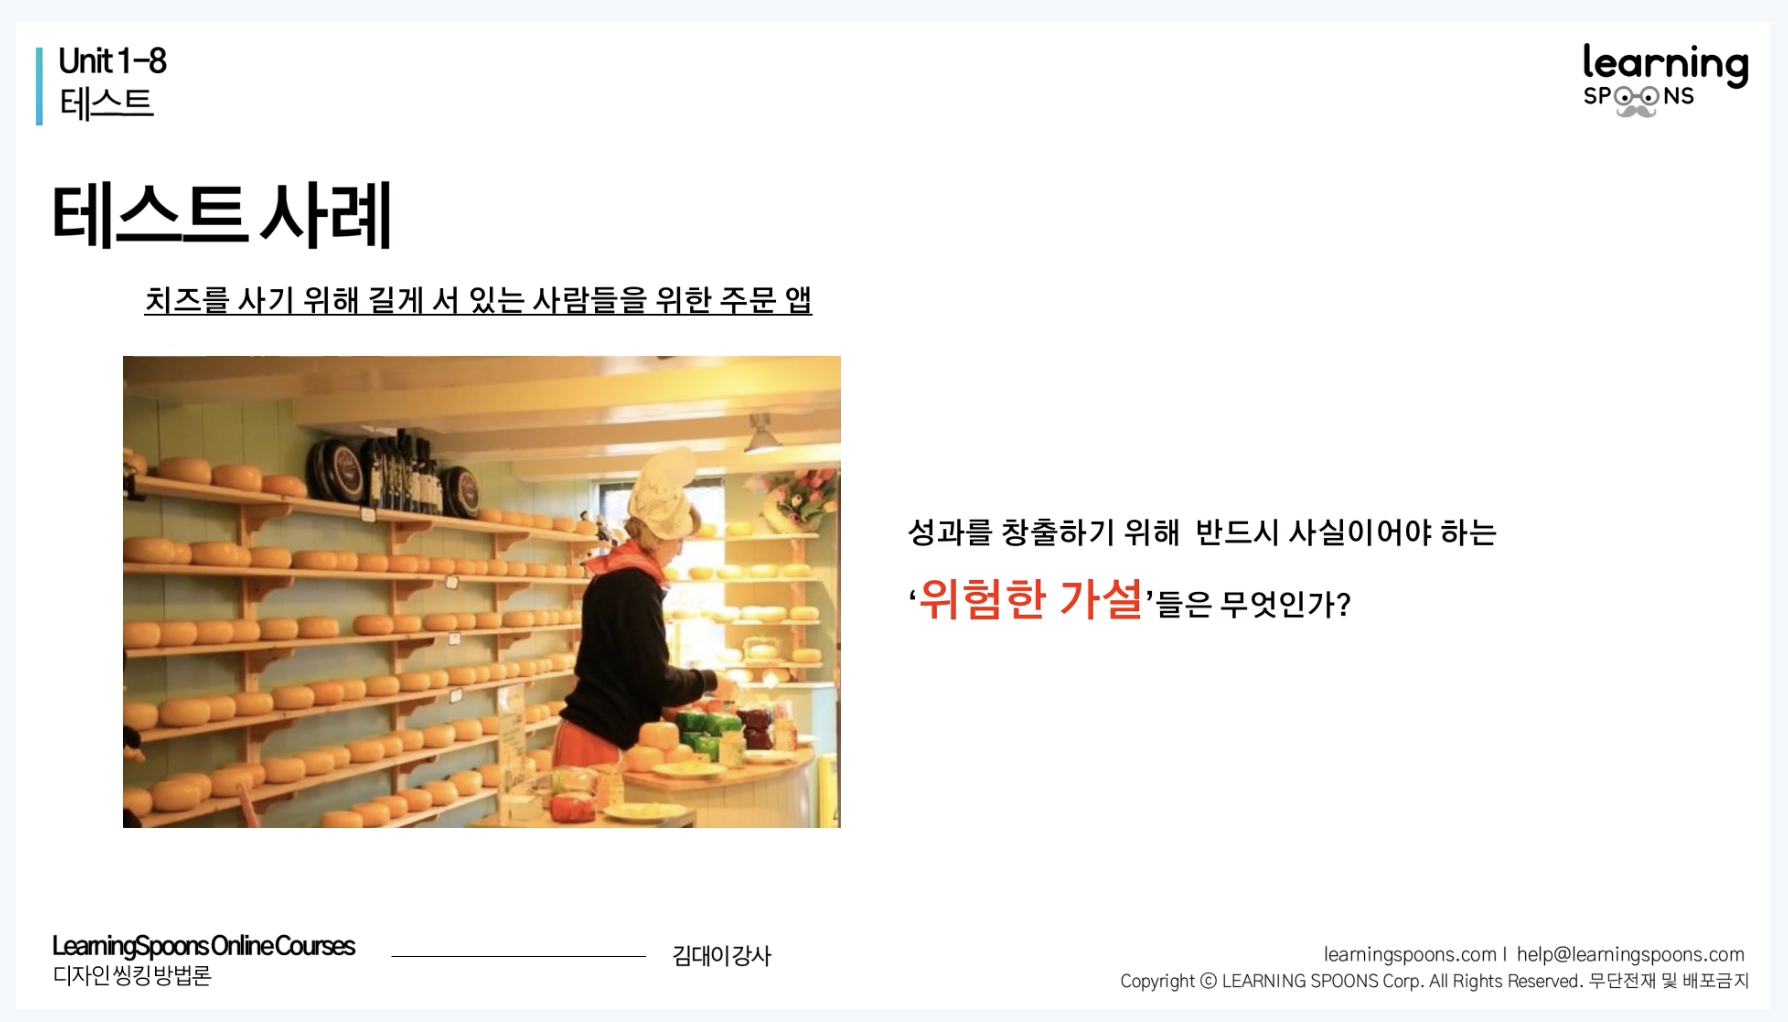 Unit 1-8
테스트
learning
SPOONS
테스트 사례
치즈를 사기 위해 길게 서 있는 사람들을 위한 주문 앱
성과를 창출하기 위해 반드시 사실이어야 하는
‘위험한 가설’들은 무엇인가?
LearningSpoons Online Courses
디자인 씽킹 방법론
김대이 강사
learningspoons.com | help@learningspoons.com
Copyright ⓒ LEARNING SPOONS Corp. All Rights Reserved. 무단전재 및 배포금지